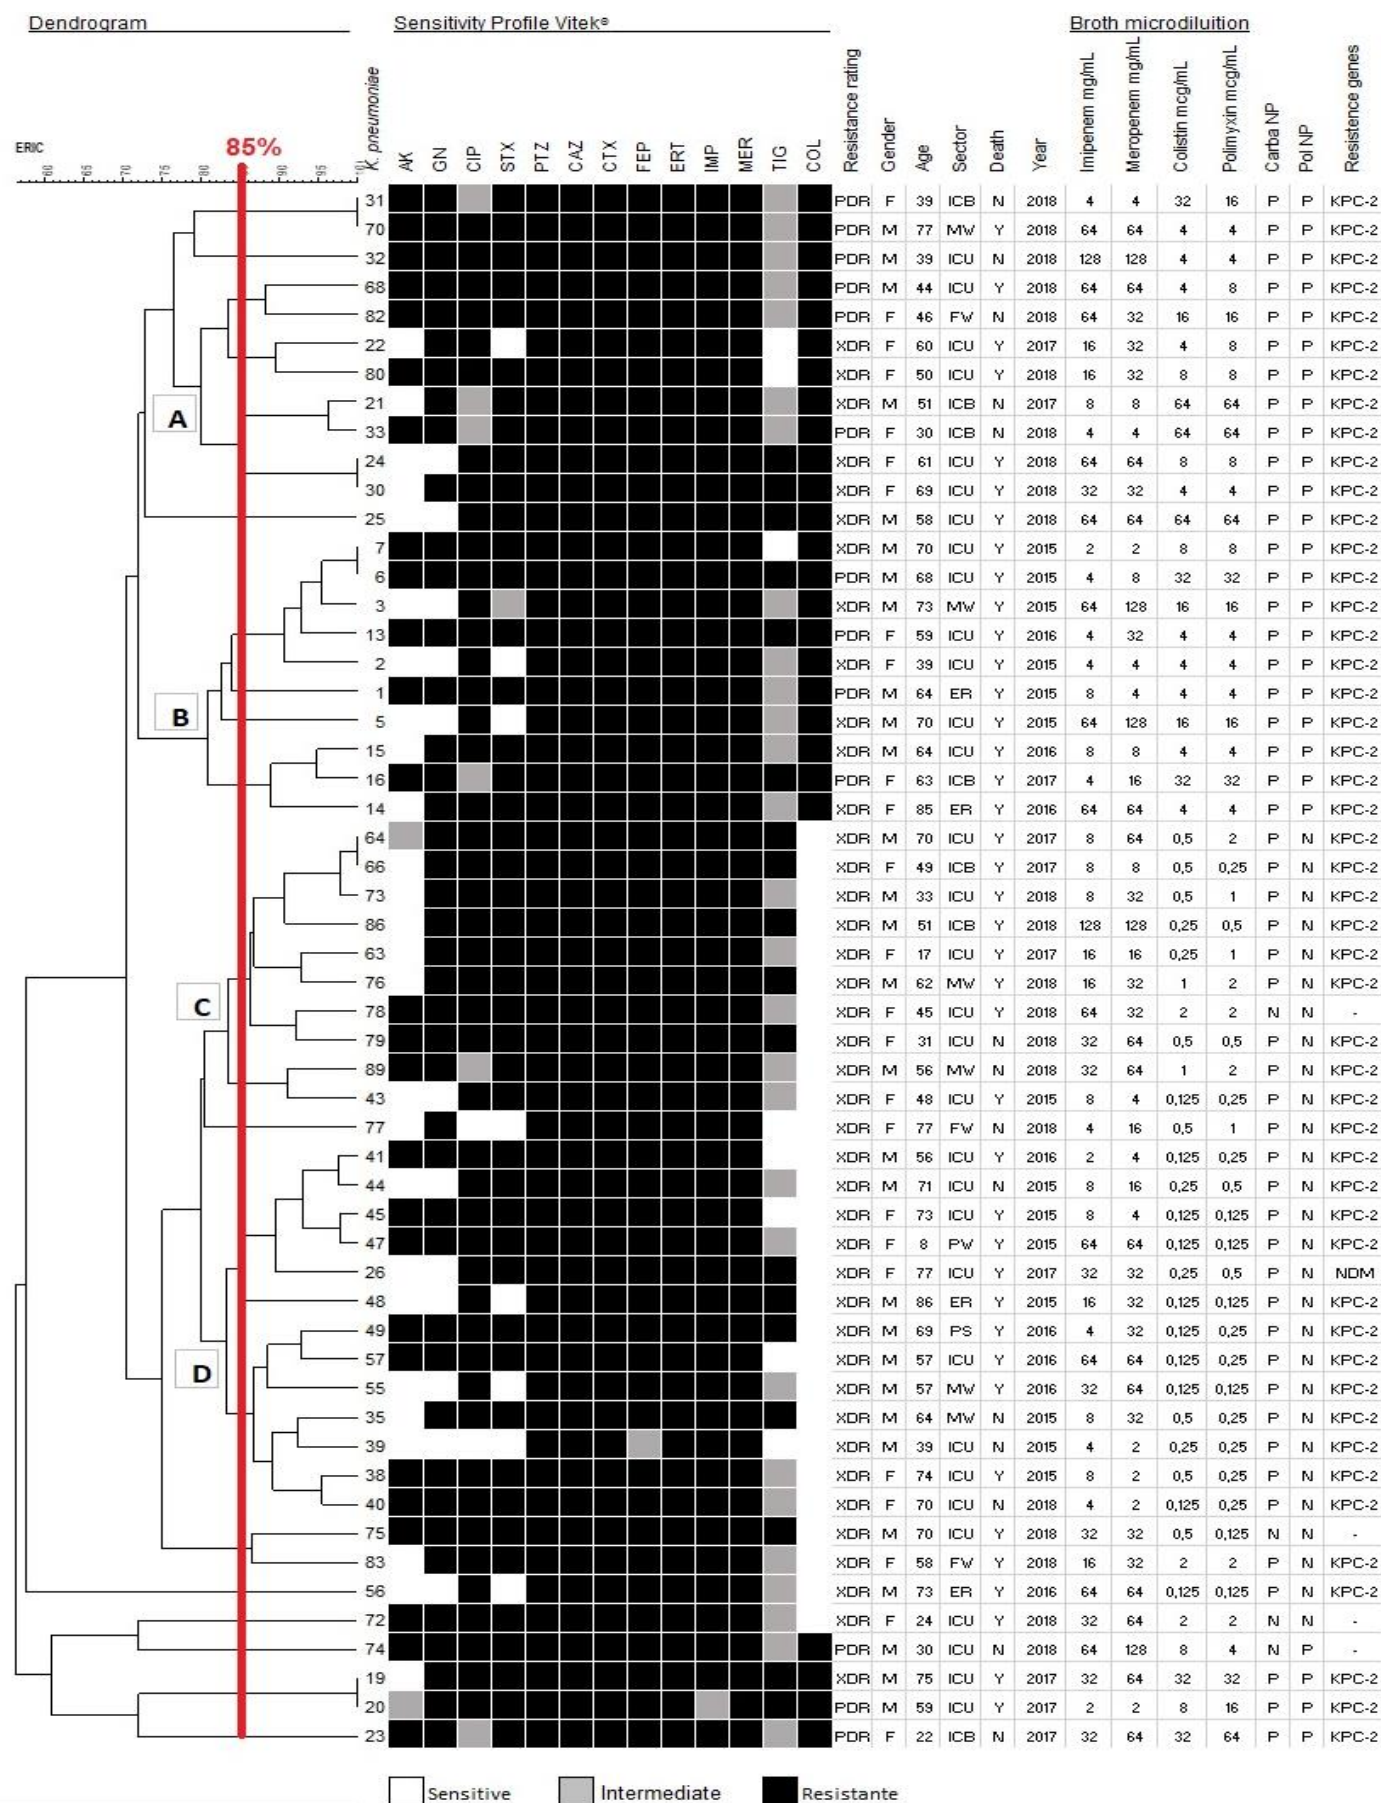 Dendrogram Sensitivity Profile Vitek® Broth microdiluition
K. pneumoniae AK GN CIP STX PTZ CAZ CTX FEP ERT IMP MER TIG COL Resistance rating Gender Age Sector Death Year Imipenem mg/mL Meropenem mg/mL Colistin mcg/mL Polimyxin mcg/mL Carba NP Pol NP Resistence genes
ERIC 85%
60 65 70 75 80 90 95
31 PDR F 39 ICB N 2018 4 4 32 16 P P KPC-2
70 PDR M 77 MW Y 2018 64 64 4 4 P P KPC-2
32 PDR M 39 ICU N 2018 128 128 4 4 P P KPC-2
68 PDR M 44 ICU Y 2018 64 64 4 8 P P KPC-2
82 PDR F 46 FW N 2018 64 32 16 16 P P KPC-2
22 XDR F 60 ICU Y 2017 16 32 4 8 P P KPC-2
80 XDR F 50 ICU Y 2018 16 32 8 8 P P KPC-2
21 XDR M 51 ICB N 2017 8 8 64 64 P P KPC-2
A
33 PDR F 30 ICB N 2018 4 4 64 64 P P KPC-2
24 XDR F 61 ICU Y 2018 64 64 8 8 P P KPC-2
30 XDR F 69 ICU Y 2018 32 32 4 4 P P KPC-2
25 XDR M 58 ICU Y 2018 64 64 64 64 P P KPC-2
7 XDR M 70 ICU Y 2015 2 2 8 8 P P KPC-2
6 PDR M 68 ICU Y 2015 4 8 32 32 P P KPC-2
3 XDR M 73 MW Y 2015 64 128 16 16 P P KPC-2
13 PDR F 59 ICU Y 2016 4 32 4 4 P P KPC-2
2 XDR F 39 ICU Y 2015 4 4 4 4 P P KPC-2
1 PDR M 64 ER Y 2015 8 4 4 4 P P KPC-2
B
5 XDR M 70 ICU Y 2015 64 128 16 16 P P KPC-2
15 XDR M 64 ICU Y 2016 8 8 4 4 P P KPC-2
16 PDR F 63 ICB Y 2017 4 16 32 32 P P KPC-2
14 XDR F 85 ER Y 2016 64 64 4 4 P P KPC-2
64 XDR M 70 ICU Y 2017 8 64 0,5 2 P N KPC-2
66 XDR F 49 ICB Y 2017 8 8 0,5 0,25 P N KPC-2
73 XDR M 33 ICU Y 2018 8 32 0,5 1 P N KPC-2
86 XDR M 51 ICB Y 2018 128 128 0,25 0,5 P N KPC-2
63 XDR F 17 ICU Y 2017 16 16 0,25 1 P N KPC-2
76 XDR M 62 MW Y 2018 16 32 1 2 P N KPC-2
C
78 XDR F 45 ICU Y 2018 64 32 2 2 N N -
79 XDR F 31 ICU N 2018 32 64 0,5 0,5 P N KPC-2
89 XDR M 56 MW N 2018 32 64 1 2 P N KPC-2
43 XDR F 48 ICU Y 2015 8 4 0,125 0,25 P N KPC-2
77 XDR F 77 FW N 2018 4 16 0,5 1 P N KPC-2
41 XDR M 56 ICU Y 2016 2 4 0,125 0,25 P N KPC-2
44 XDR M 71 ICU N 2015 8 16 0,25 0,5 P N KPC-2
45 XDR F 73 ICU Y 2015 8 4 0,125 0,125 P N KPC-2
47 XDR F 8 PW Y 2015 64 64 0,125 0,125 P N KPC-2
26 XDR F 77 ICU Y 2017 32 32 0,25 0,5 P N NDM
48 XDR M 86 ER Y 2015 16 32 0,125 0,125 P N KPC-2
49 XDR M 69 PS Y 2016 4 32 0,125 0,25 P N KPC-2
57 XDR M 57 ICU Y 2016 64 64 0,125 0,25 P N KPC-2
D
55 XDR M 57 MW Y 2016 32 64 0,125 0,125 P N KPC-2
35 XDR M 64 MW N 2015 8 32 0,5 0,25 P N KPC-2
39 XDR M 39 ICU N 2015 4 2 0,25 0,25 P N KPC-2
38 XDR F 74 ICU Y 2015 8 2 0,5 0,25 P N KPC-2
40 XDR F 70 ICU N 2018 4 2 0,125 0,25 P N KPC-2
75 XDR M 70 ICU Y 2018 32 32 0,5 0,125 N N -
83 XDR F 58 FW Y 2018 16 32 2 2 P N KPC-2
56 XDR M 73 ER Y 2016 64 64 0,125 0,125 P N KPC-2
72 XDR F 24 ICU Y 2018 32 64 2 2 N N -
74 PDR M 30 ICU N 2018 64 128 8 4 N P -
19 XDR M 75 ICU Y 2017 32 64 32 32 P P KPC-2
20 PDR M 59 ICU Y 2017 2 2 8 16 P P KPC-2
23 PDR F 22 ICB N 2017 32 64 32 64 P P KPC-2
Sensitive Intermediate Resistante